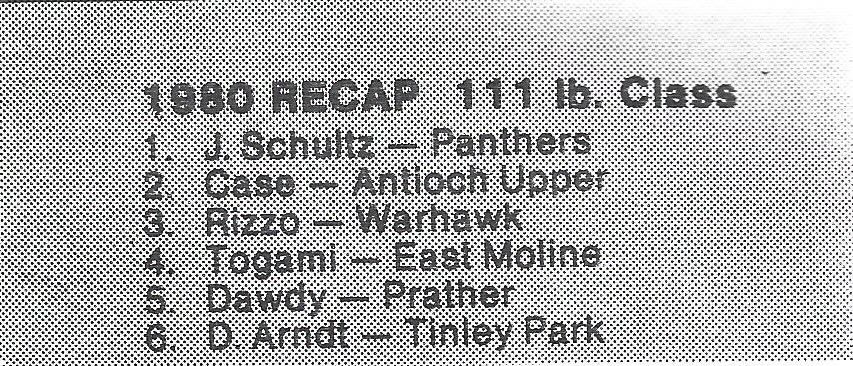 1980 RECAP 111 lb. Class
1. J. Schultz — Panthers
2. Case — Antioch Upper
3. Rizzo — Warhawk
4. Togami — East Moline
5. Dawdy — Prather
6. D. Arndt — Tinley Park